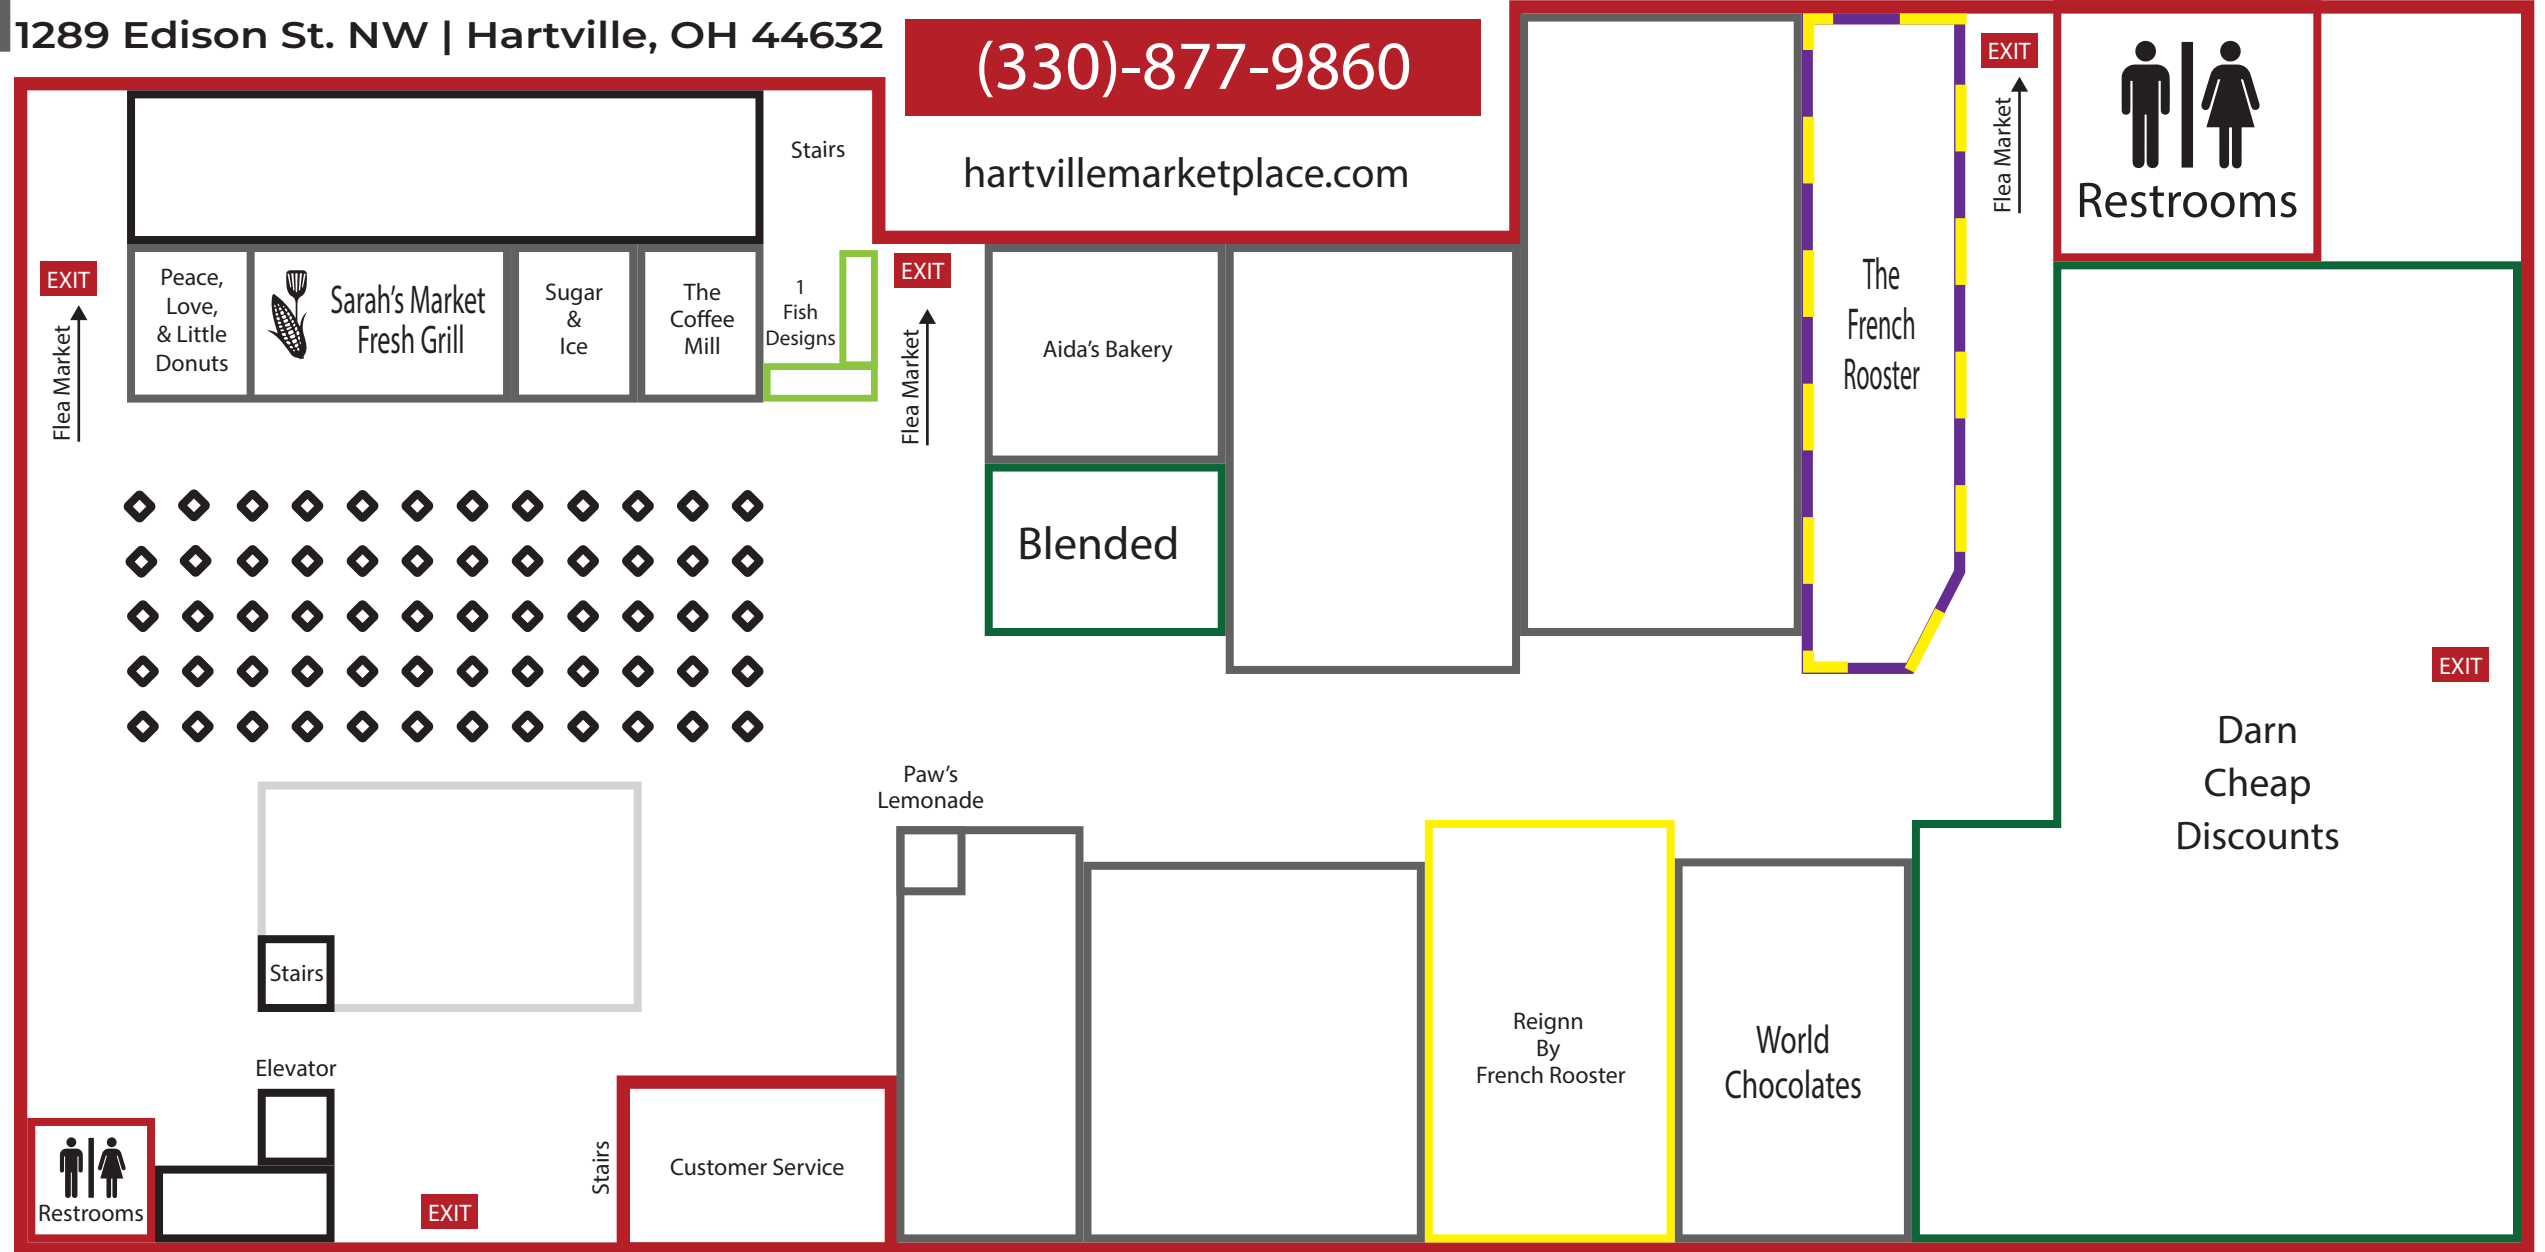 1289 Edison St. NW | Hartville, OH 44632
(330)-877-9860
hartvillemarketplace.com
Stairs
EXIT
Flea Market
Peace,
Love,
& Little
Donuts
Sarah's Market
Fresh Grill
Sugar
&
Ice
The
Coffee
Mill
1
Fish
Designs
EXIT
Flea Market
Aida's Bakery
Blended
The
French
Rooster
EXIT
Flea Market
Restrooms
EXIT
Darn
Cheap
Discounts
Paw's
Lemonade
Stairs
Elevator
Restrooms
EXIT
Stairs
Customer Service
Reignn
By
French Rooster
World
Chocolates